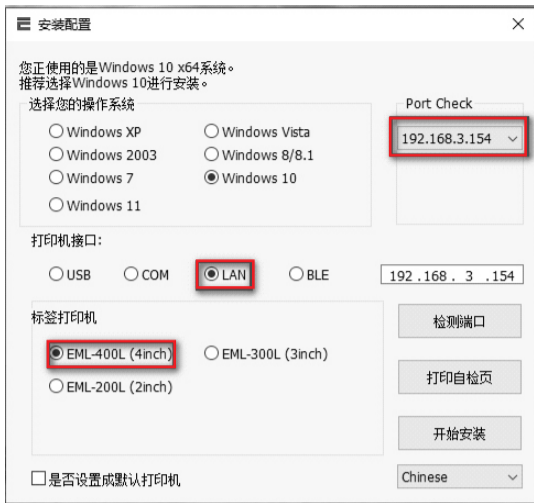 安装配置
您正使用的是Windows 10 x64系统。
推荐选择Windows 10进行安装。
选择您的操作系统
Windows XP
Windows Vista
Windows 2003
Windows 8/8.1
Windows 7
Windows 10
Windows 11
Port Check
192.168.3.154
打印机接口:
USB
COM
LAN
BLE
192 . 168 . 3 . 154
标签打印机
EML-400L (4inch)
EML-300L (3inch)
EML-200L (2inch)
检测端口
打印自检页
开始安装
是否设置成默认打印机
Chinese